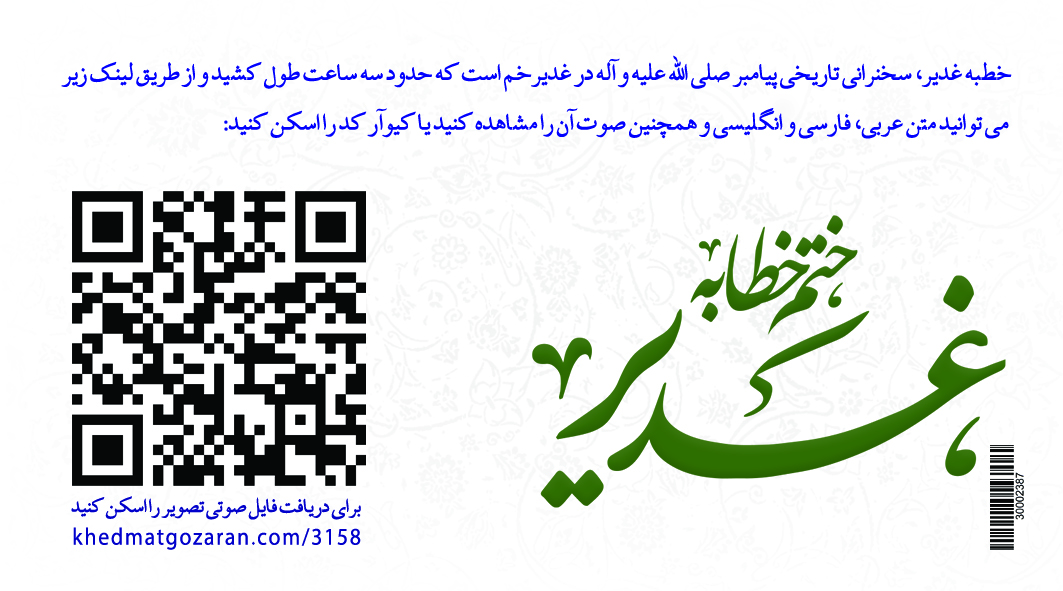 خطبه غدیر، سخنرانی تاریخی پیامبر صلی الله علیه و آله در غدیر خم است که حدود سه ساعت طول کشید و از طریق لینک زیر
می توانید متن عربی، فارسی و انگلیسی و همچنین صوت آن را مشاهده کنید یا کیوآر کد را اسکن کنید:
ختم خطابه
غدیر
برای دریافت فایل صوتی تصویر را اسکن کنید
khedmatgozaran.com/3158
30002387